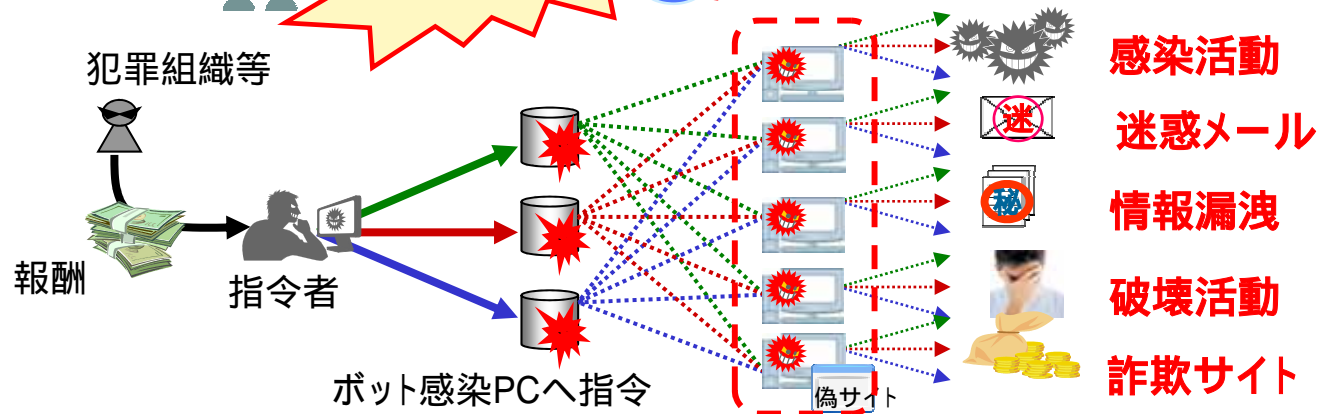 犯罪組織等
報酬
指令者
ボット感染PCへ指令
偽サイト
感染活動
迷
迷惑メール
秘
情報漏洩
破壊活動
詐欺サイト